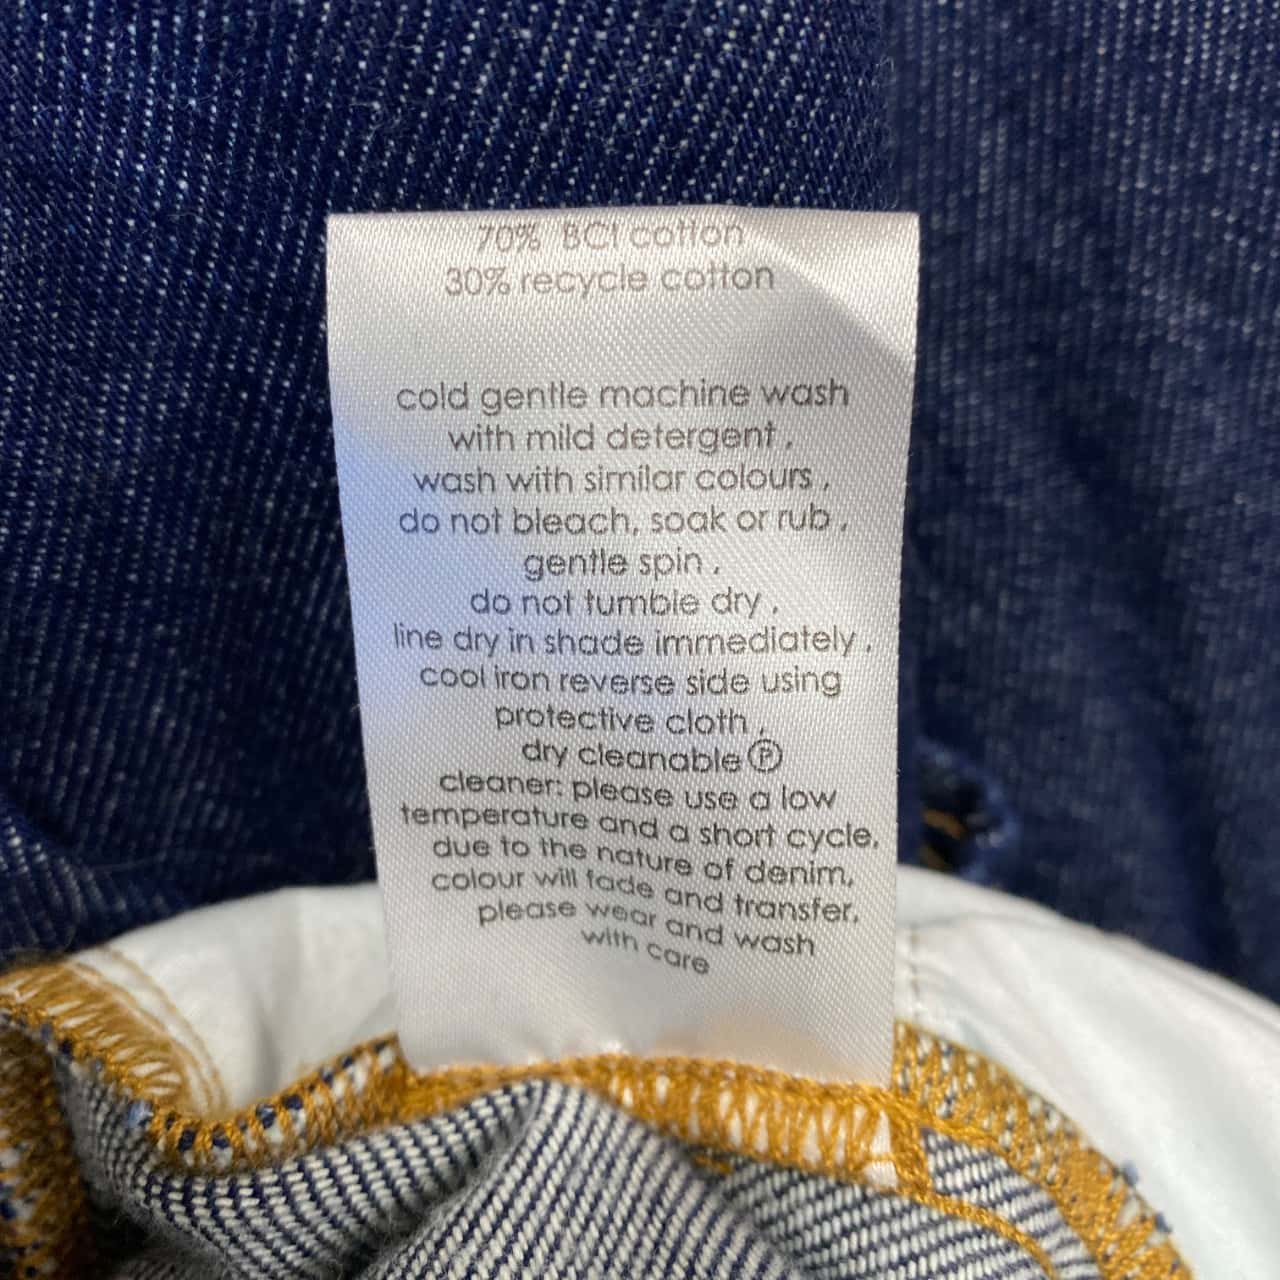 70% BCI cotton
30% recycle cotton
cold gentle machine wash
with mild detergent .
wash with similar colours .
do not bleach, soak or rub .
gentle spin .
do not tumble dry .
line dry in shade immediately .
cool iron reverse side using
protective cloth .
dry cleanable Ⓟ
cleaner: please use a low
temperature and a short cycle.
due to the nature of denim,
colour will fade and transfer.
please wear and wash
with care